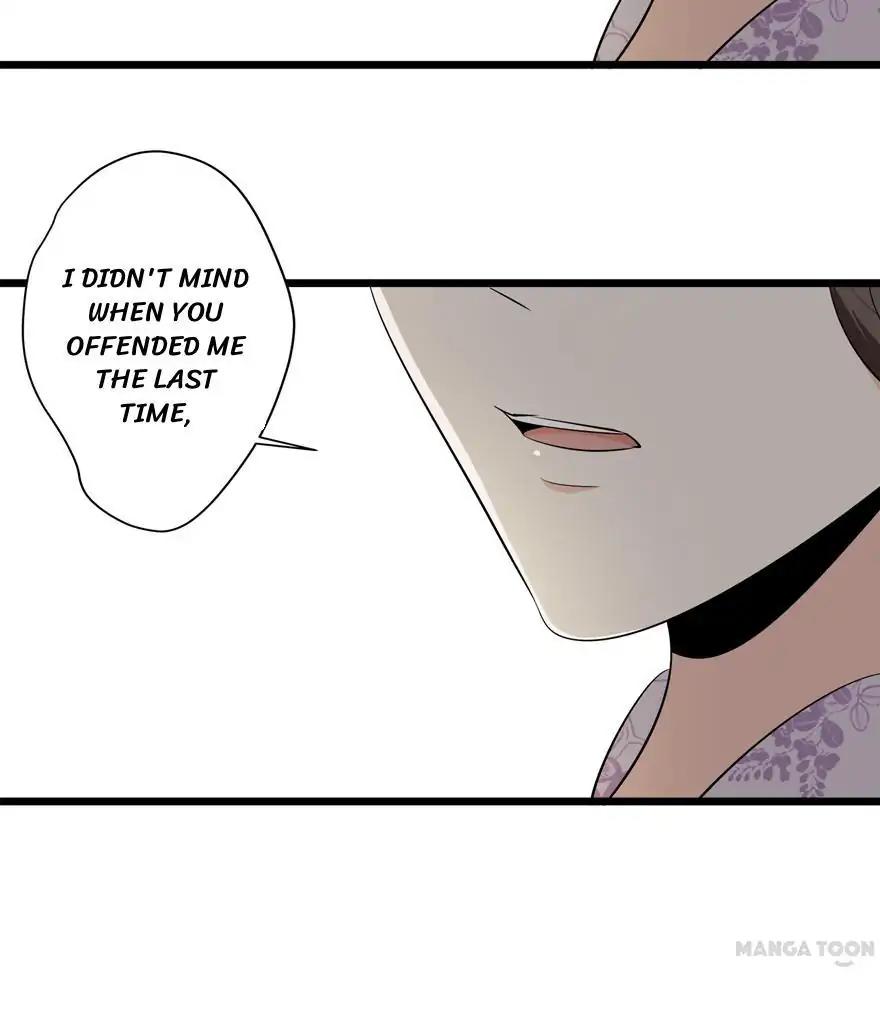 I DIDN'T MIND
WHEN YOU
OFFENDED ME
THE LAST
TIME,
MANGA TOON